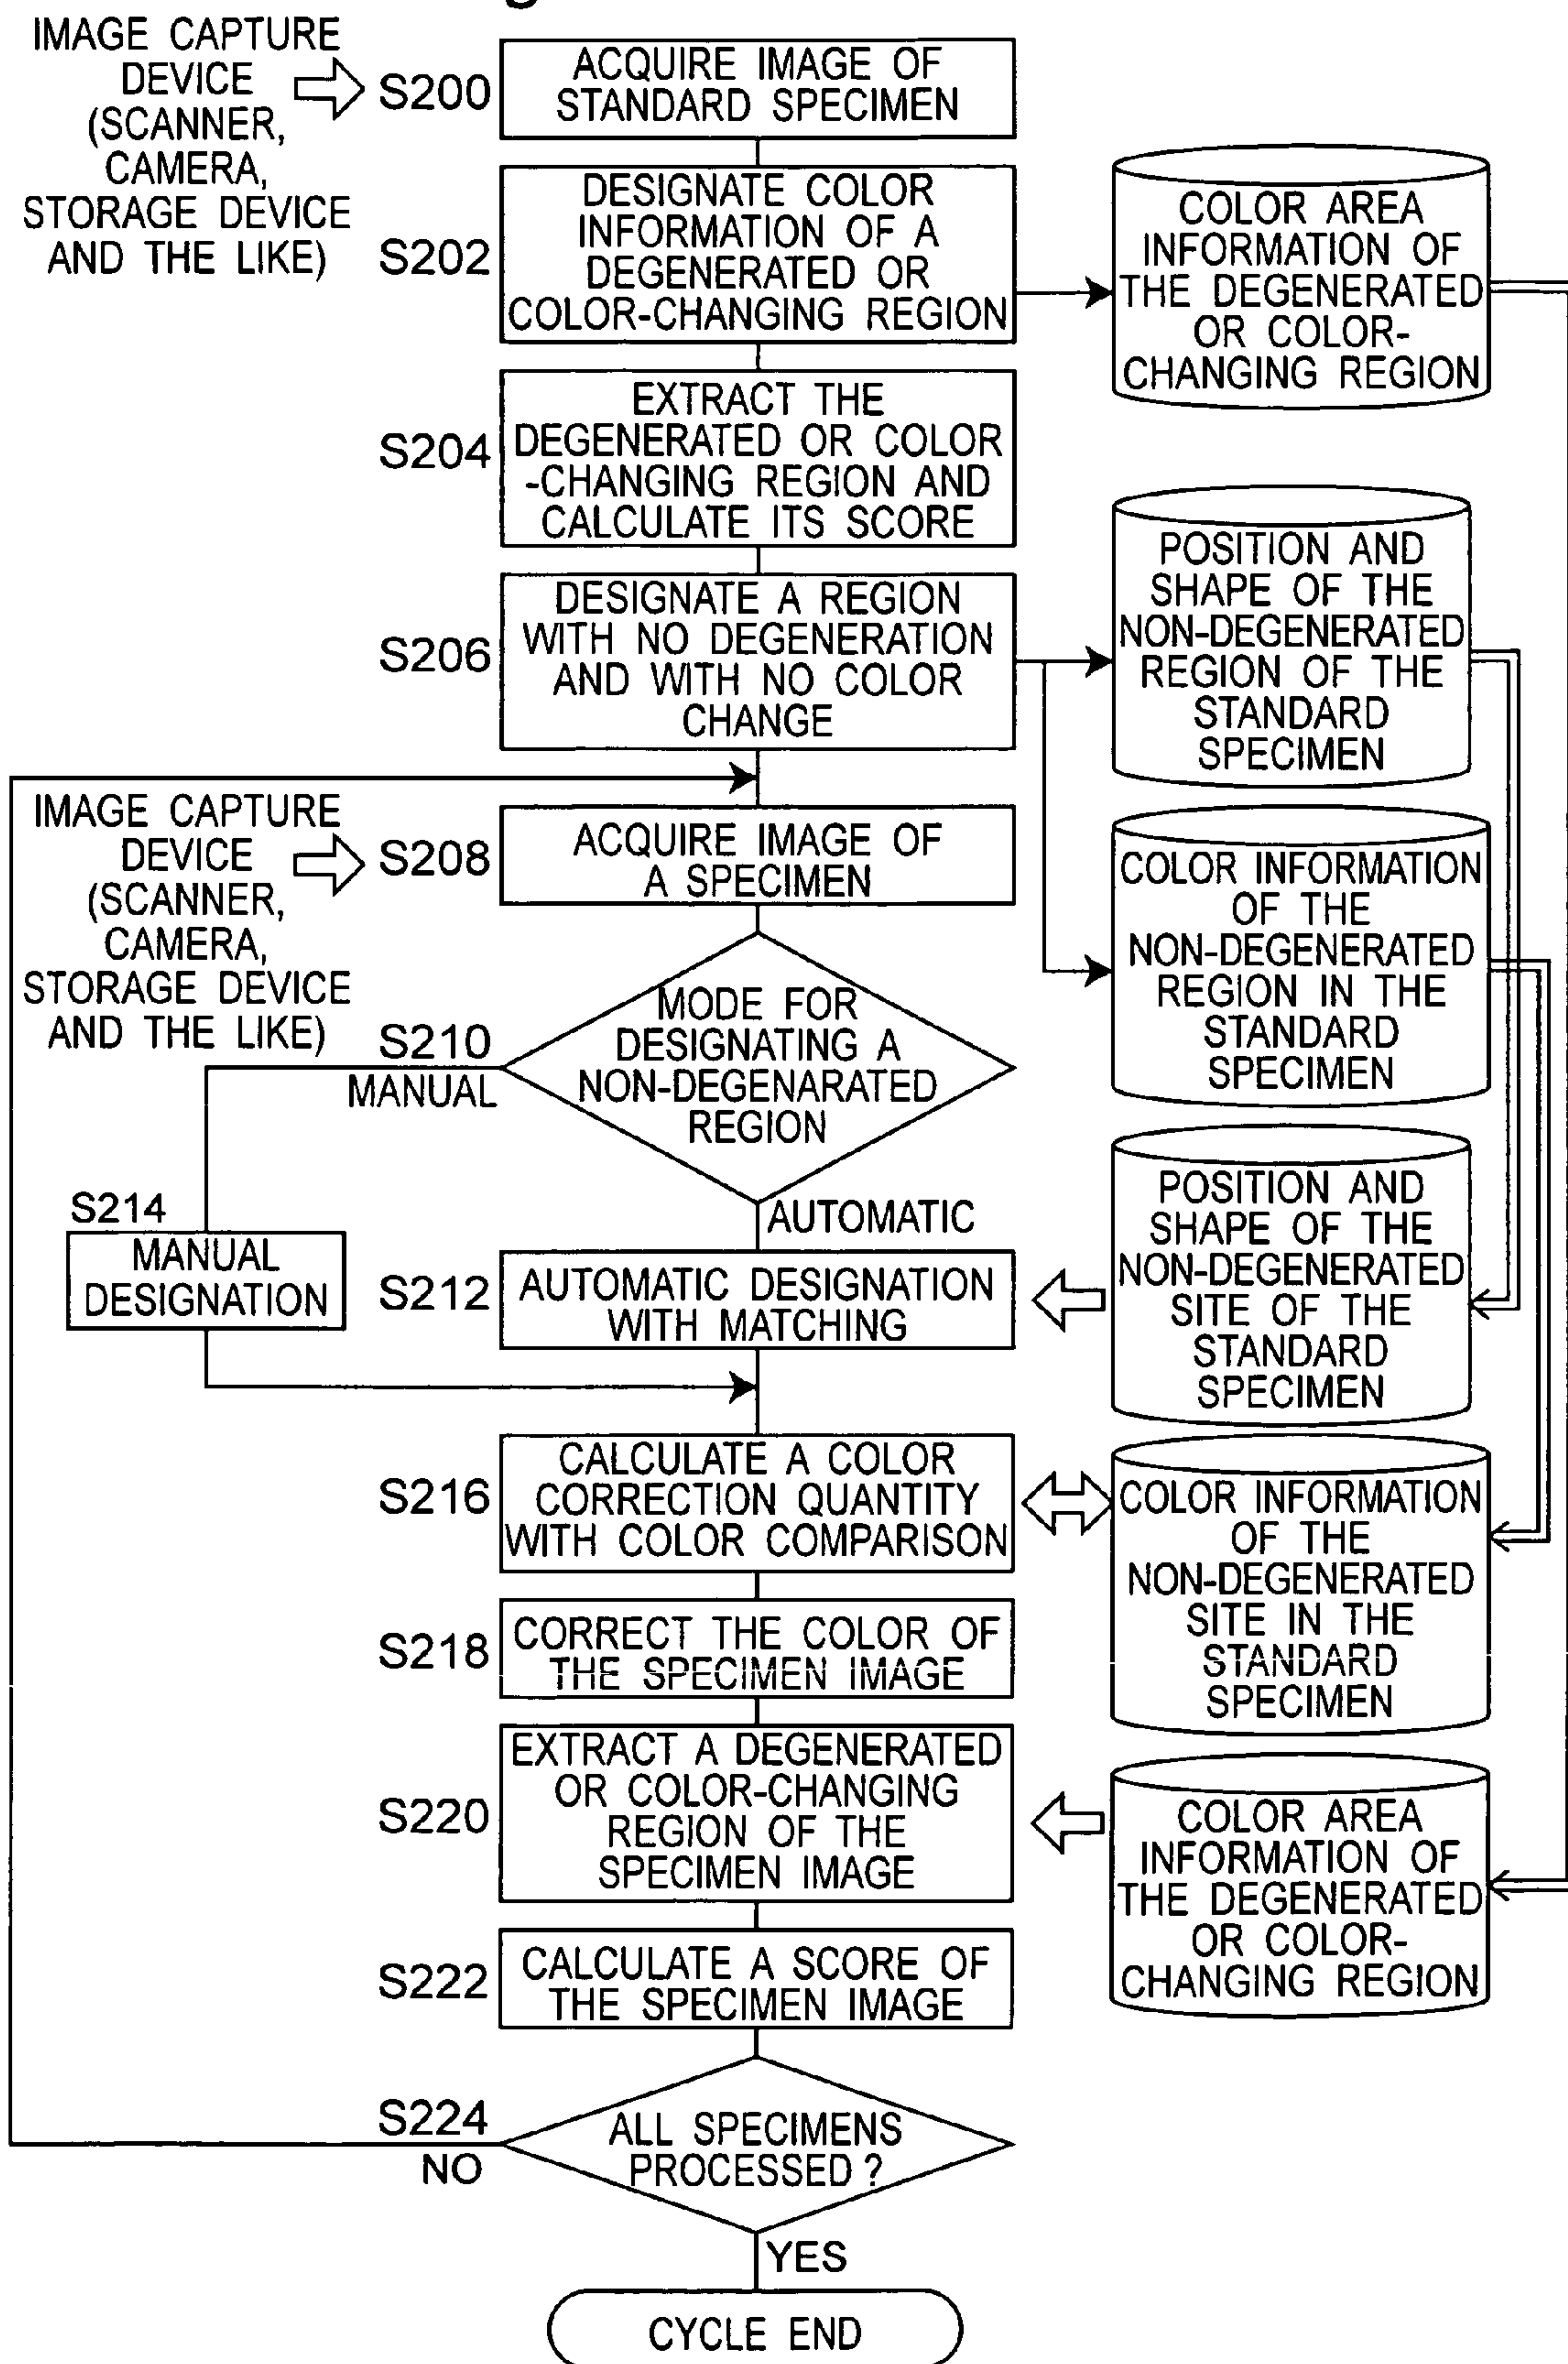 IMAGE CAPTURE
DEVICE
(SCANNER,
CAMERA,
STORAGE DEVICE
AND THE LIKE)
S200
ACQUIRE IMAGE OF
STANDARD SPECIMEN
S202
DESIGNATE COLOR
INFORMATION OF A
DEGENERATED OR
COLOR-CHANGING REGION
COLOR AREA
INFORMATION OF
THE DEGENERATED
OR COLOR-
CHANGING REGION
S204
EXTRACT THE
DEGENERATED OR COLOR
-CHANGING REGION AND
CALCULATE ITS SCORE
S206
DESIGNATE A REGION
WITH NO DEGENERATION
AND WITH NO COLOR
CHANGE
POSITION AND
SHAPE OF THE
NON-DEGENERATED
REGION OF THE
STANDARD
SPECIMEN
IMAGE CAPTURE
DEVICE
(SCANNER,
CAMERA,
STORAGE DEVICE
AND THE LIKE)
S208
ACQUIRE IMAGE OF
A SPECIMEN
COLOR INFORMATION
OF THE
NON-DEGENERATED
REGION IN THE
STANDARD
SPECIMEN
S210
MANUAL
MODE FOR
DESIGNATING A
NON-DEGENARATED
REGION
AUTOMATIC
S214
MANUAL
DESIGNATION
S212
AUTOMATIC DESIGNATION
WITH MATCHING
POSITION AND
SHAPE OF THE
NON-DEGENERATED
SITE OF THE
STANDARD
SPECIMEN
S216
CALCULATE A COLOR
CORRECTION QUANTITY
WITH COLOR COMPARISON
COLOR INFORMATION
OF THE
NON-DEGENERATED
SITE IN THE
STANDARD
SPECIMEN
S218
CORRECT THE COLOR OF
THE SPECIMEN IMAGE
S220
EXTRACT A DEGENERATED
OR COLOR-CHANGING
REGION OF THE
SPECIMEN IMAGE
COLOR AREA
INFORMATION OF
THE DEGENERATED
OR COLOR-
CHANGING REGION
S222
CALCULATE A SCORE OF
THE SPECIMEN IMAGE
S224
NO
ALL SPECIMENS
PROCESSED ?
YES
CYCLE END